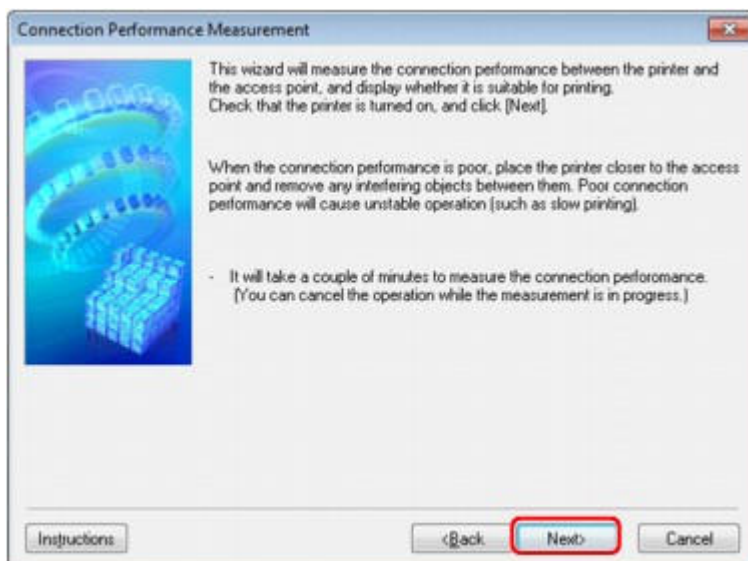 Connection Performance Measurement
This wizard will measure the connection performance between the printer and
the access point, and display whether it is suitable for printing.
Check that the printer is turned on, and click [Next].
When the connection performance is poor, place the printer closer to the access
point and remove any interfering objects between them. Poor connection
performance will cause unstable operation (such as slow printing).
- It will take a couple of minutes to measure the connection perforomance.
(You can cancel the operation while the measurement is in progress.)
Instructions
<Back
Next>
Cancel